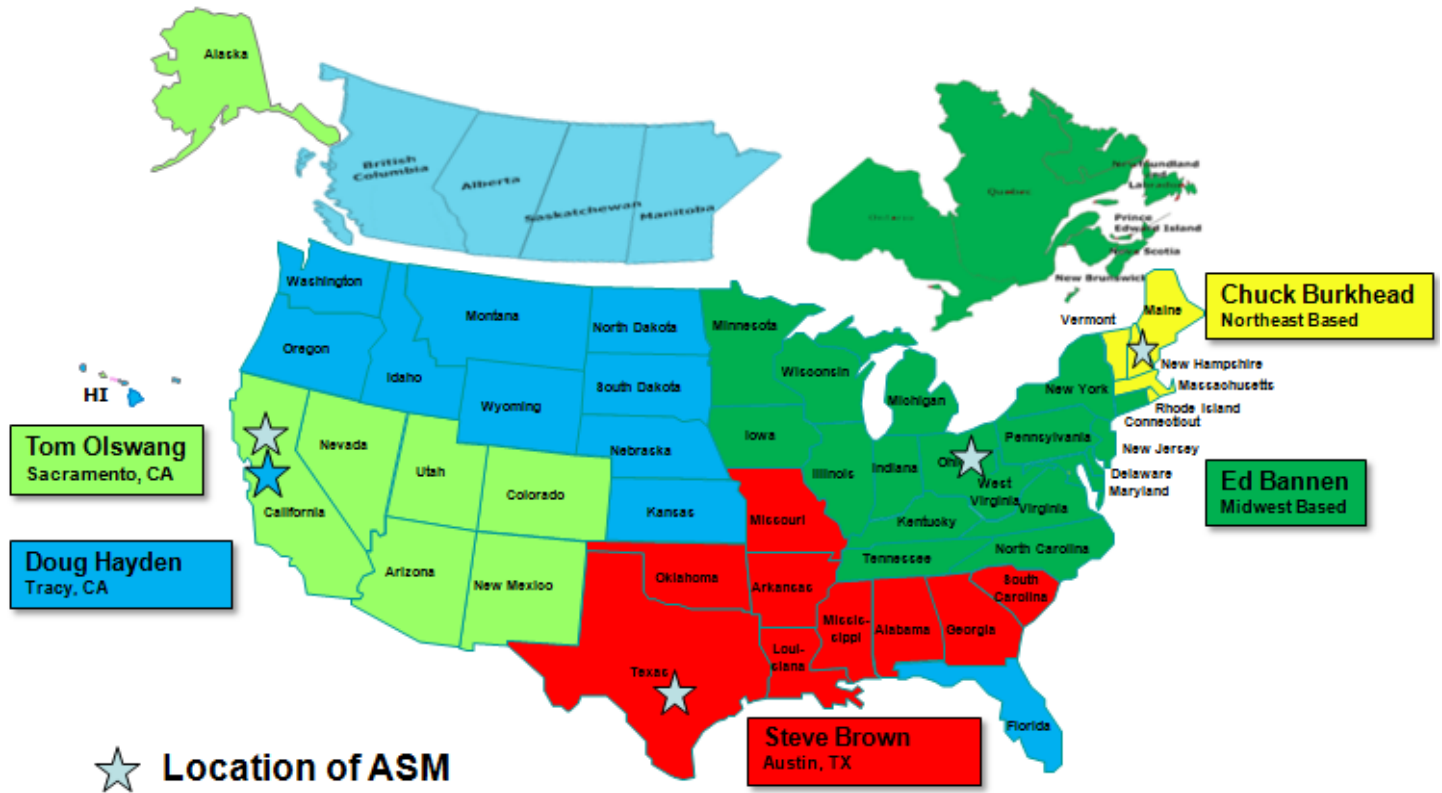 Alaska
British
Columbia
Alberta
Saskatchewan
Manitoba
Ontario
Quebec
Newfoundland
and
Labrador
Prince
Edward Island
Nova Scotia
New Brunswick
Washington
Oregon
Idaho
Montana
Wyoming
North Dakota
South Dakota
Nebraska
Kansas
Minnesota
Wisconsin
Michigan
Iowa
Illinois
Indiana
Ohio
Kentucky
Tennessee
West
Virginia
Virginia
North Carolina
Pennsylvania
New York
Vermont
Maine
New Hampshire
Massachusetts
Rhode Island
Connecticut
New Jersey
Delaware
Maryland
Chuck Burkhead
Northeast Based
Ed Bannen
Midwest Based
HI
Tom Olswang
Sacramento, CA
Doug Hayden
Tracy, CA
Nevada
Utah
Colorado
California
Arizona
New Mexico
Missouri
Oklahoma
Arkansas
Texas
Loui-
siana
Missis-
sippi
Alabama
Georgia
South
Carolina
Florida
Steve Brown
Austin, TX
Location of ASM